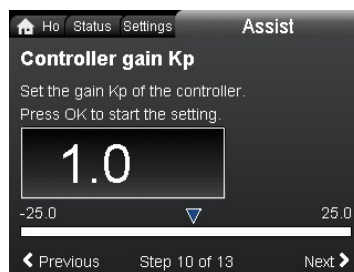 Ho Status Settings Assist
Controller gain Kp
Set the gain Kp of the controller.
Press OK to start the setting.
1.0
-25.0 25.0
Previous Step 10 of 13 Next